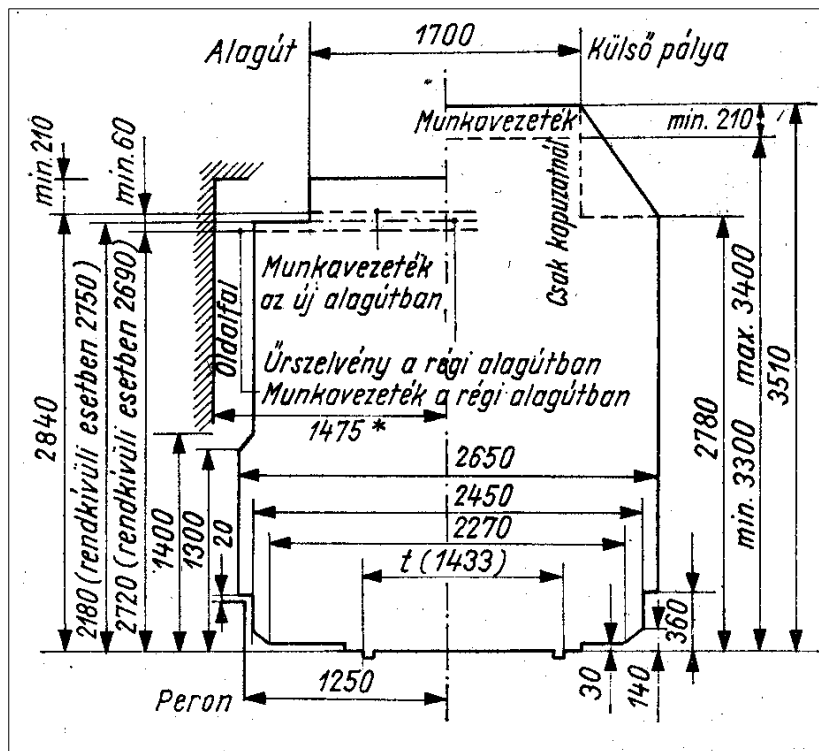 1700
Alagút
Külső pálya
*
Munkavezeték
min. 210
min. 210
min. 60
Csak kapuzatnál
Munkavezeték
az új alagútban
Oldalfal
Űrszelvény a régi alagútban
Munkavezeték a régi alagútban
1475 *
2840
2180 (rendkívüli esetben 2750)
2720 (rendkívüli esetben 2690)
1400
1300
20
2650
2450
2270
t (1433)
2780
min. 3300 max. 3400
3510
360
30
140
1250
Peron